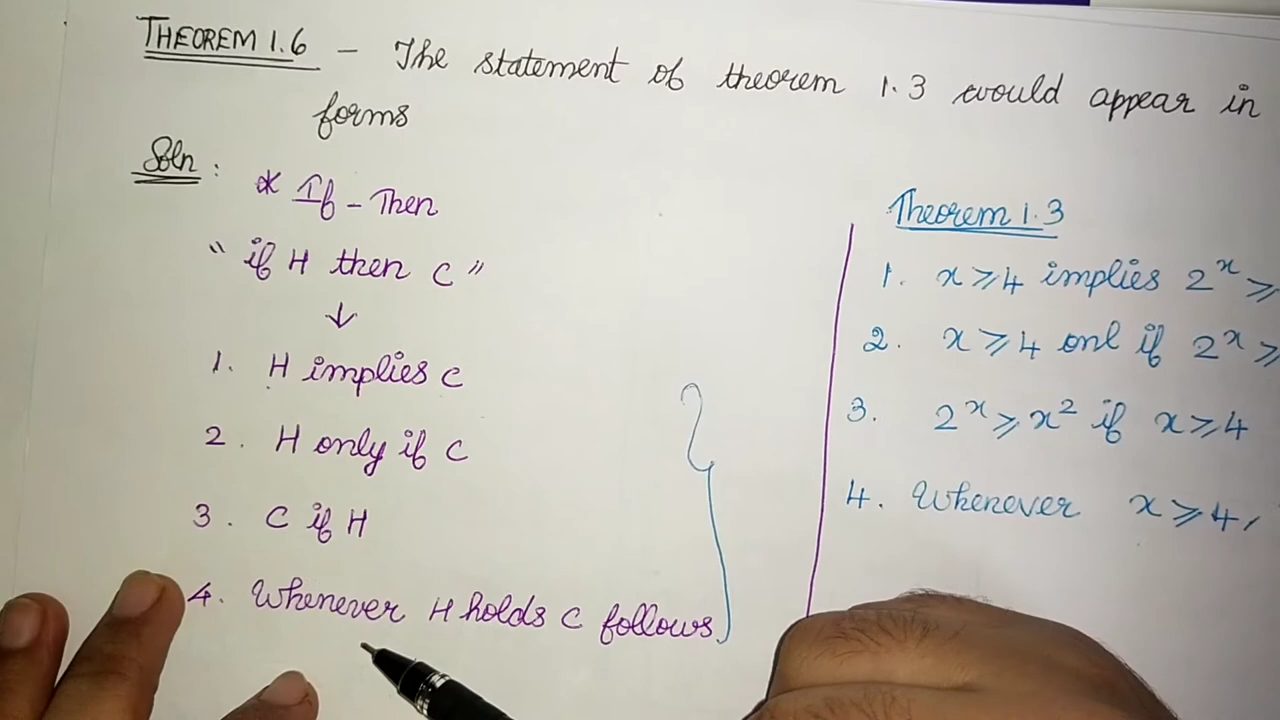 THEOREM 1.6 - The statement of theorem 1.3 would appear in
forms
Soln :
* If - Then
" if H then C "
↓
1. H implies C
2. H only if C
3. C if H
4. Whenever H holds C follows
Theorem 1.3
1. x ⩾ 4 implies 2^x ⩾
2. x ⩾ 4 onl if 2^x ⩾
3. 2^x ⩾ x^2 if x ⩾ 4
4. Whenever x ⩾ 4,